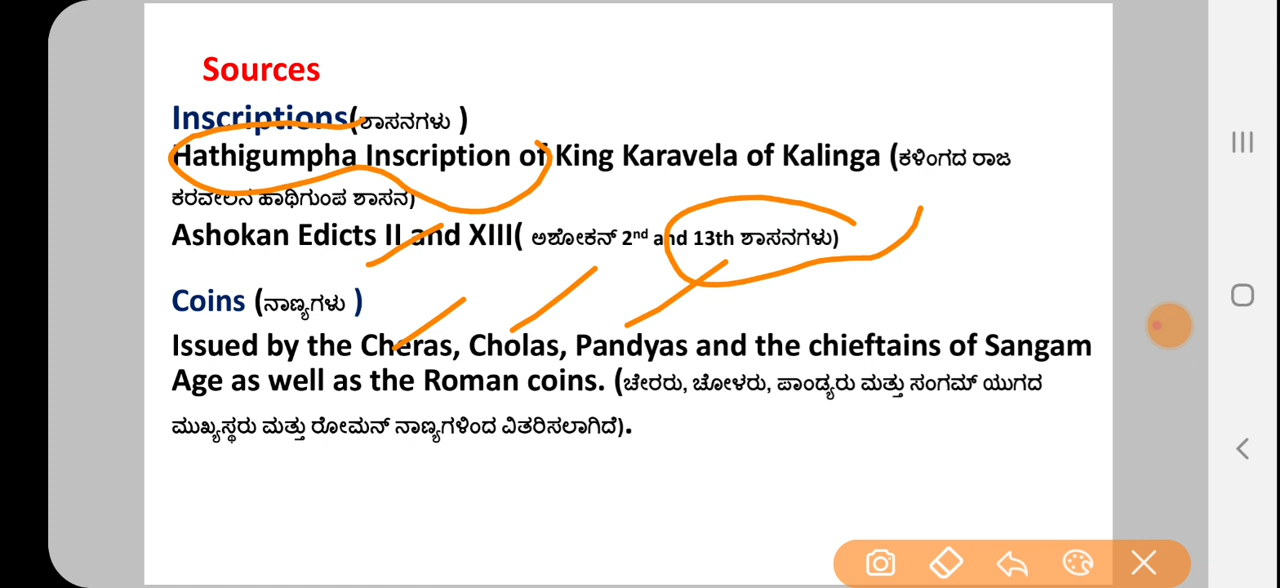 Sources
Inscriptions(ಶಾಸನಗಳು )
Hathigumpha Inscription of King Karavela of Kalinga (ಕಳಿಂಗದ ರಾಜ
ಕರವೇಲನ ಹಾಥಿಗುಂಪ ಶಾಸನ)
Ashokan Edicts II and XIII( ಅಶೋಕನ್ 2nd and 13th ಶಾಸನಗಳು)
Coins (ನಾಣ್ಯಗಳು )
Issued by the Cheras, Cholas, Pandyas and the chieftains of Sangam
Age as well as the Roman coins. (ಚೇರರು, ಚೋಳರು, ಪಾಂಡ್ಯರು ಮತ್ತು ಸಂಗಮ್ ಯುಗದ
ಮುಖ್ಯಸ್ಥರು ಮತ್ತು ರೋಮನ್ ನಾಣ್ಯಗಳಿಂದ ವಿತರಿಸಲಾಗಿದೆ).